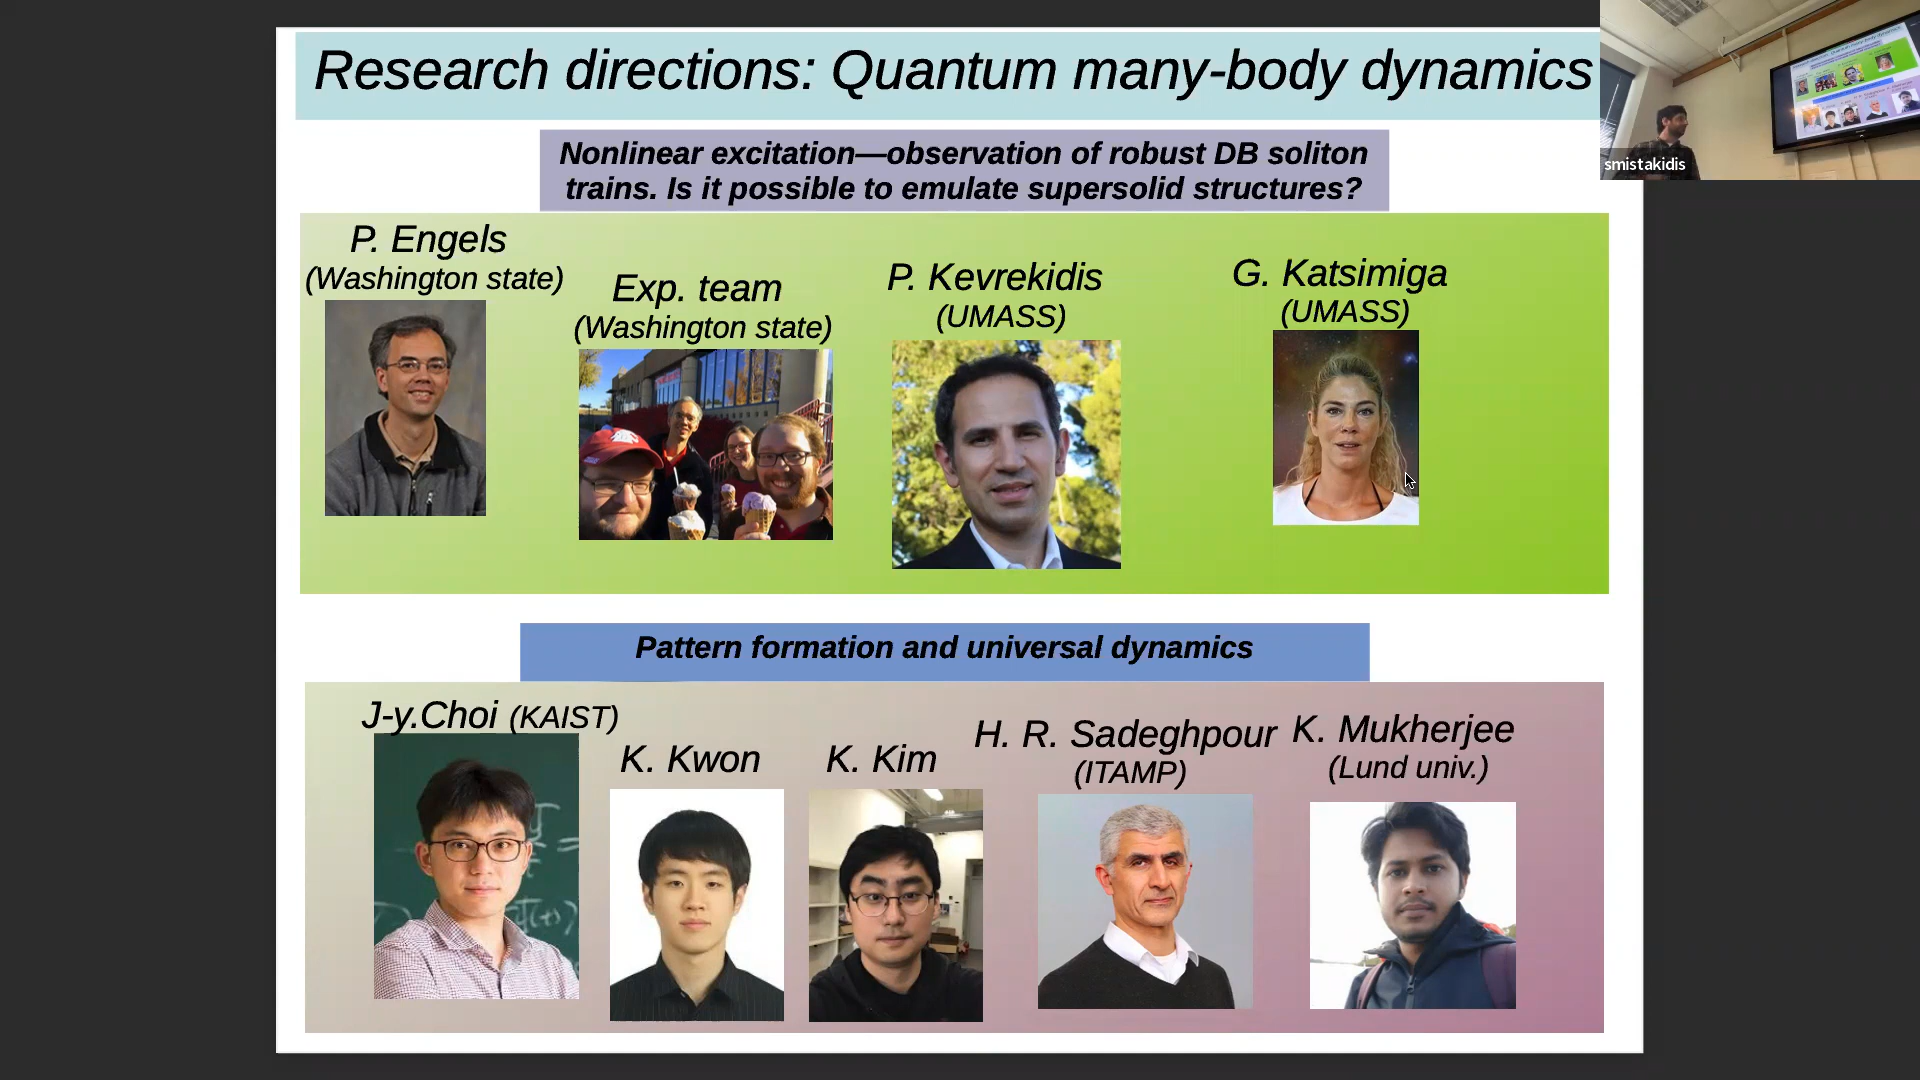 Research directions: Quantum many-body dynamics
smistakidis
Nonlinear excitation—observation of robust DB soliton
trains. Is it possible to emulate supersolid structures?
P. Engels
(Washington state)
Exp. team
(Washington state)
P. Kevrekidis
(UMASS)
G. Katsimiga
(UMASS)
Pattern formation and universal dynamics
J-y.Choi (KAIST)
K. Kwon
K. Kim
H. R. Sadeghpour
(ITAMP)
K. Mukherjee
(Lund univ.)